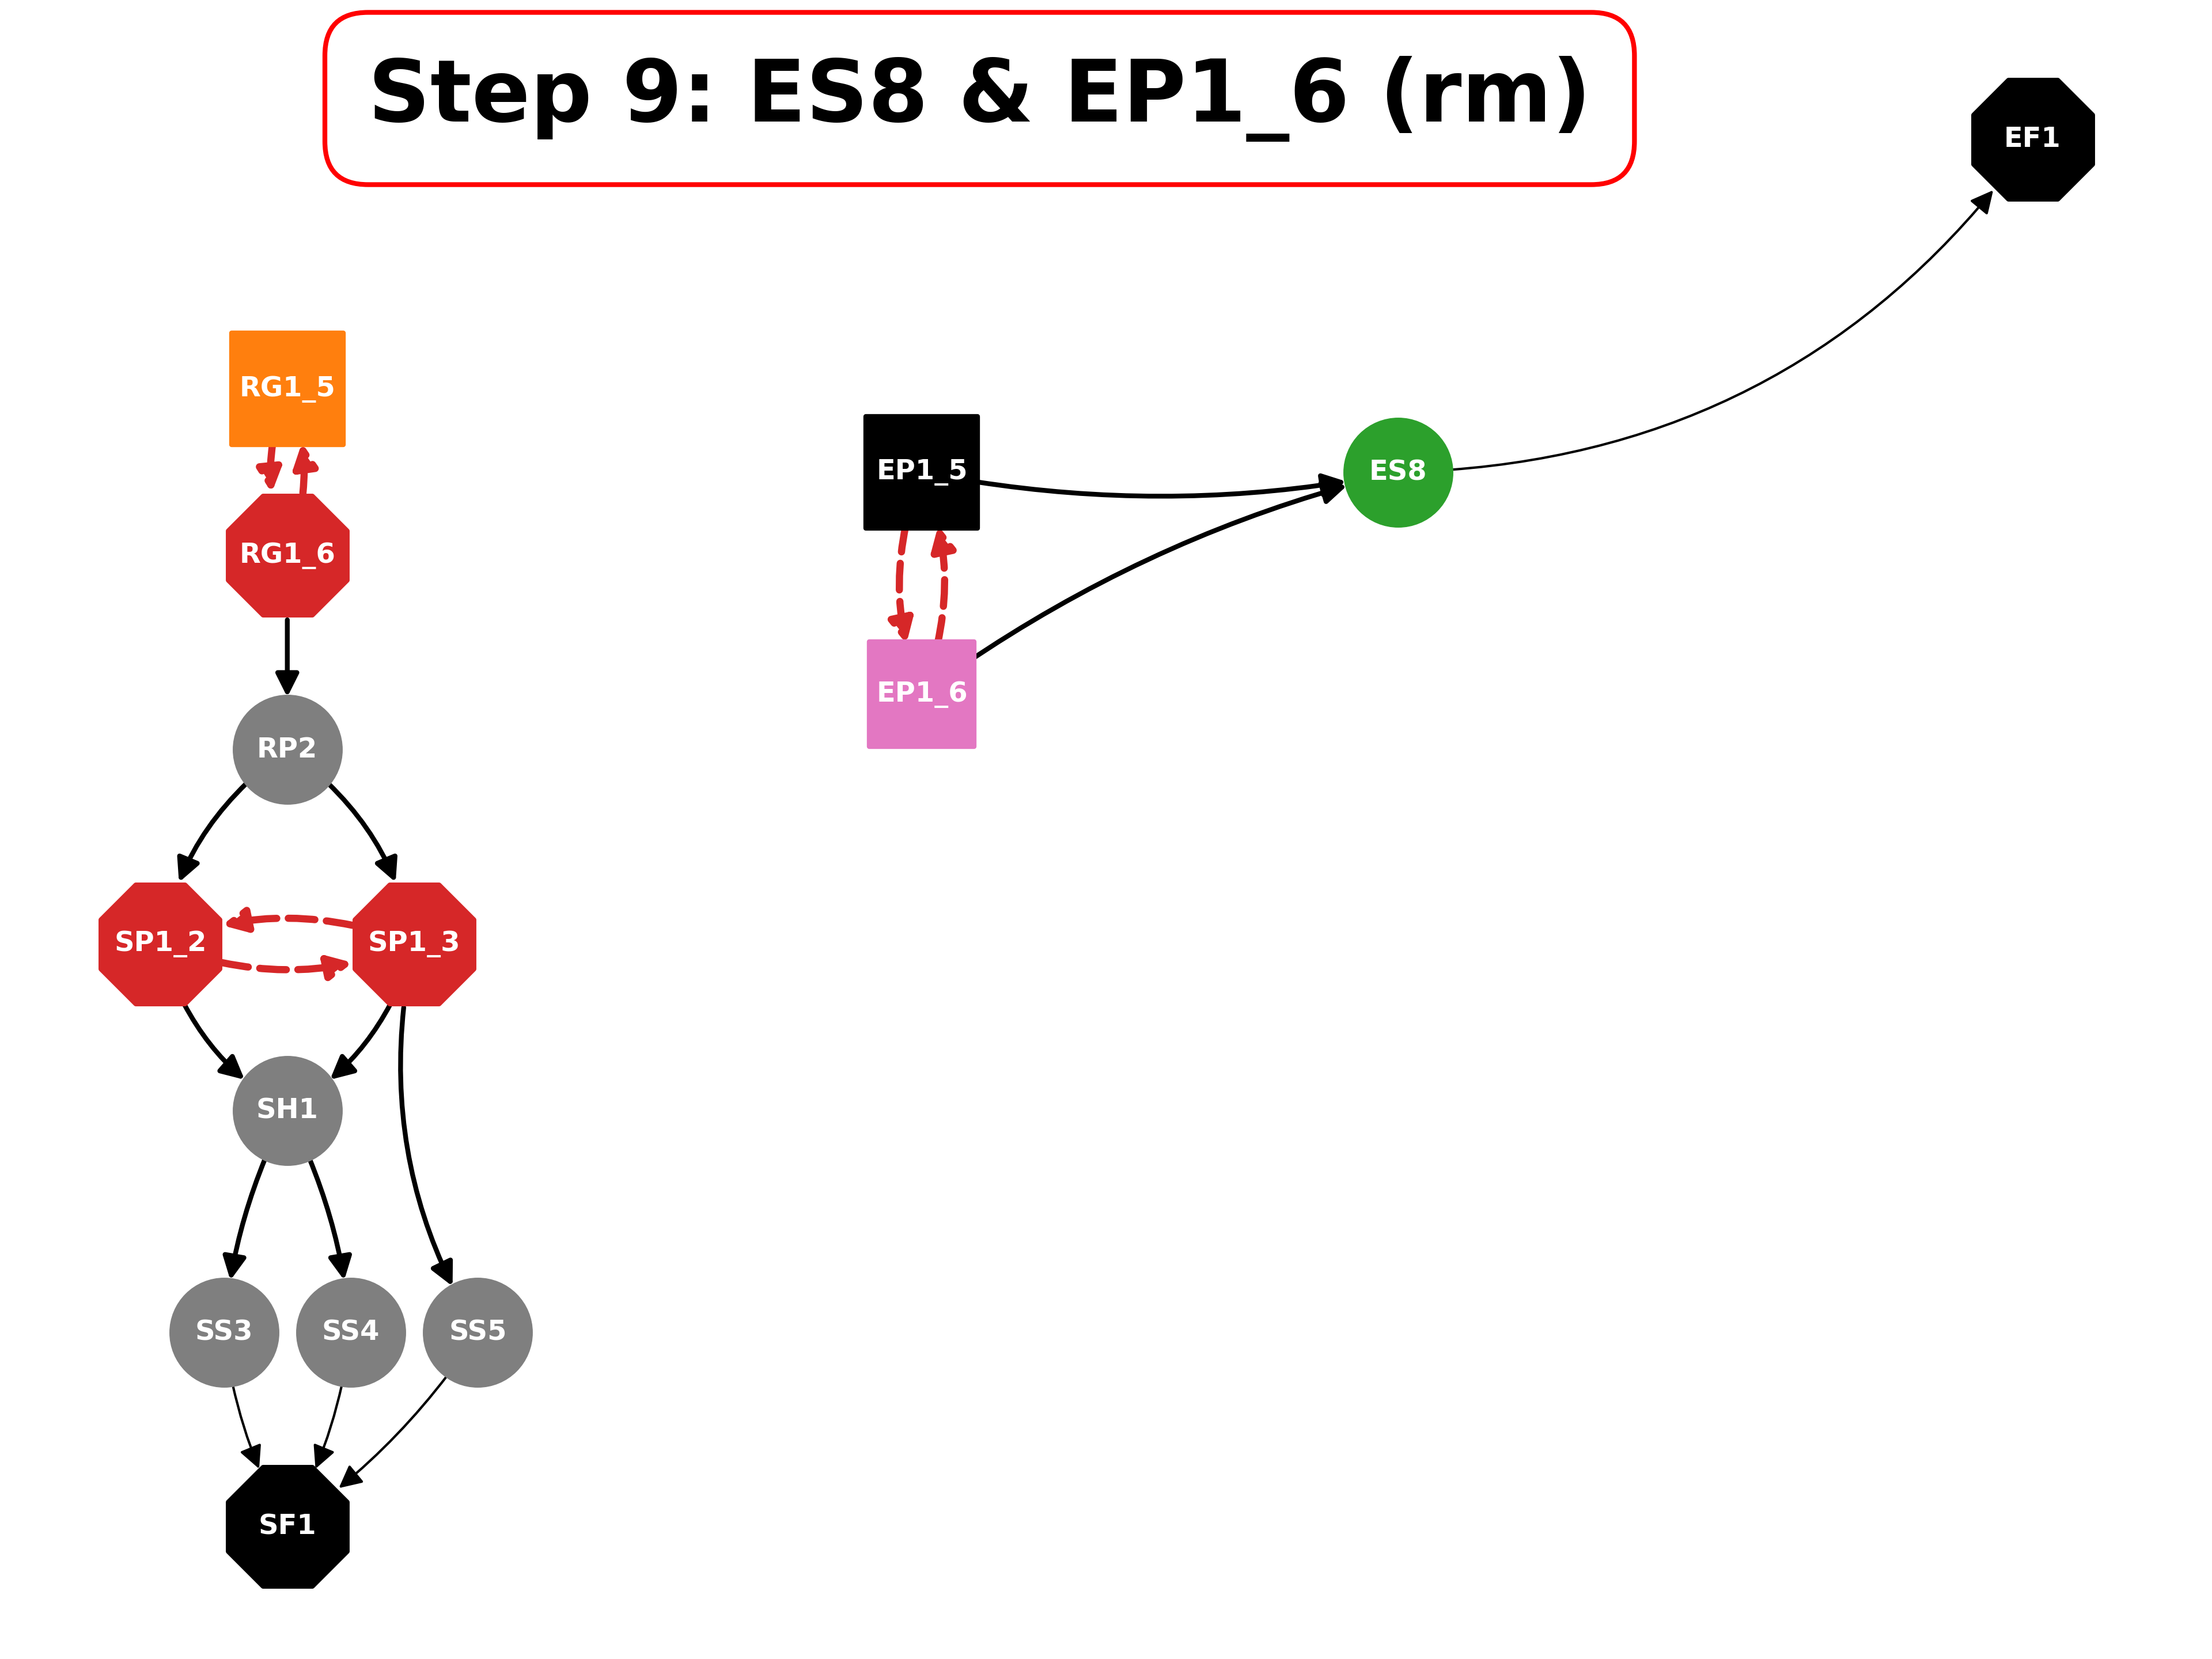 Step 9: ES8 & EP1_6 (rm)
EF1
RG1_5
EP1_5
ES8
RG1_6
EP1_6
RP2
SP1_2
SP1_3
SH1
SS3
SS4
SS5
SF1